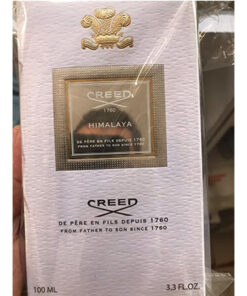 CREED
1760
HIMALAYA
DE PÈRE EN FILS DEPUIS 1760
FROM FATHER TO SON SINCE 1760
CREED
DE PÈRE EN FILS DEPUIS 1760
FROM FATHER TO SON SINCE 1760
100 ML 3,3 FL.OZ.